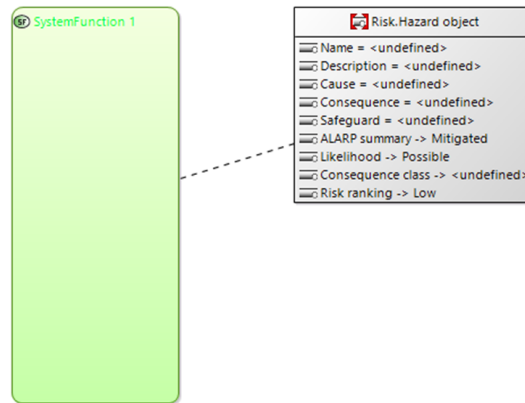 SF SystemFunction 1
Risk.Hazard object
Name = <undefined>
Description = <undefined>
Cause = <undefined>
Consequence = <undefined>
Safeguard = <undefined>
ALARP summary -> Mitigated
Likelihood -> Possible
Consequence class -> <undefined>
Risk ranking -> Low